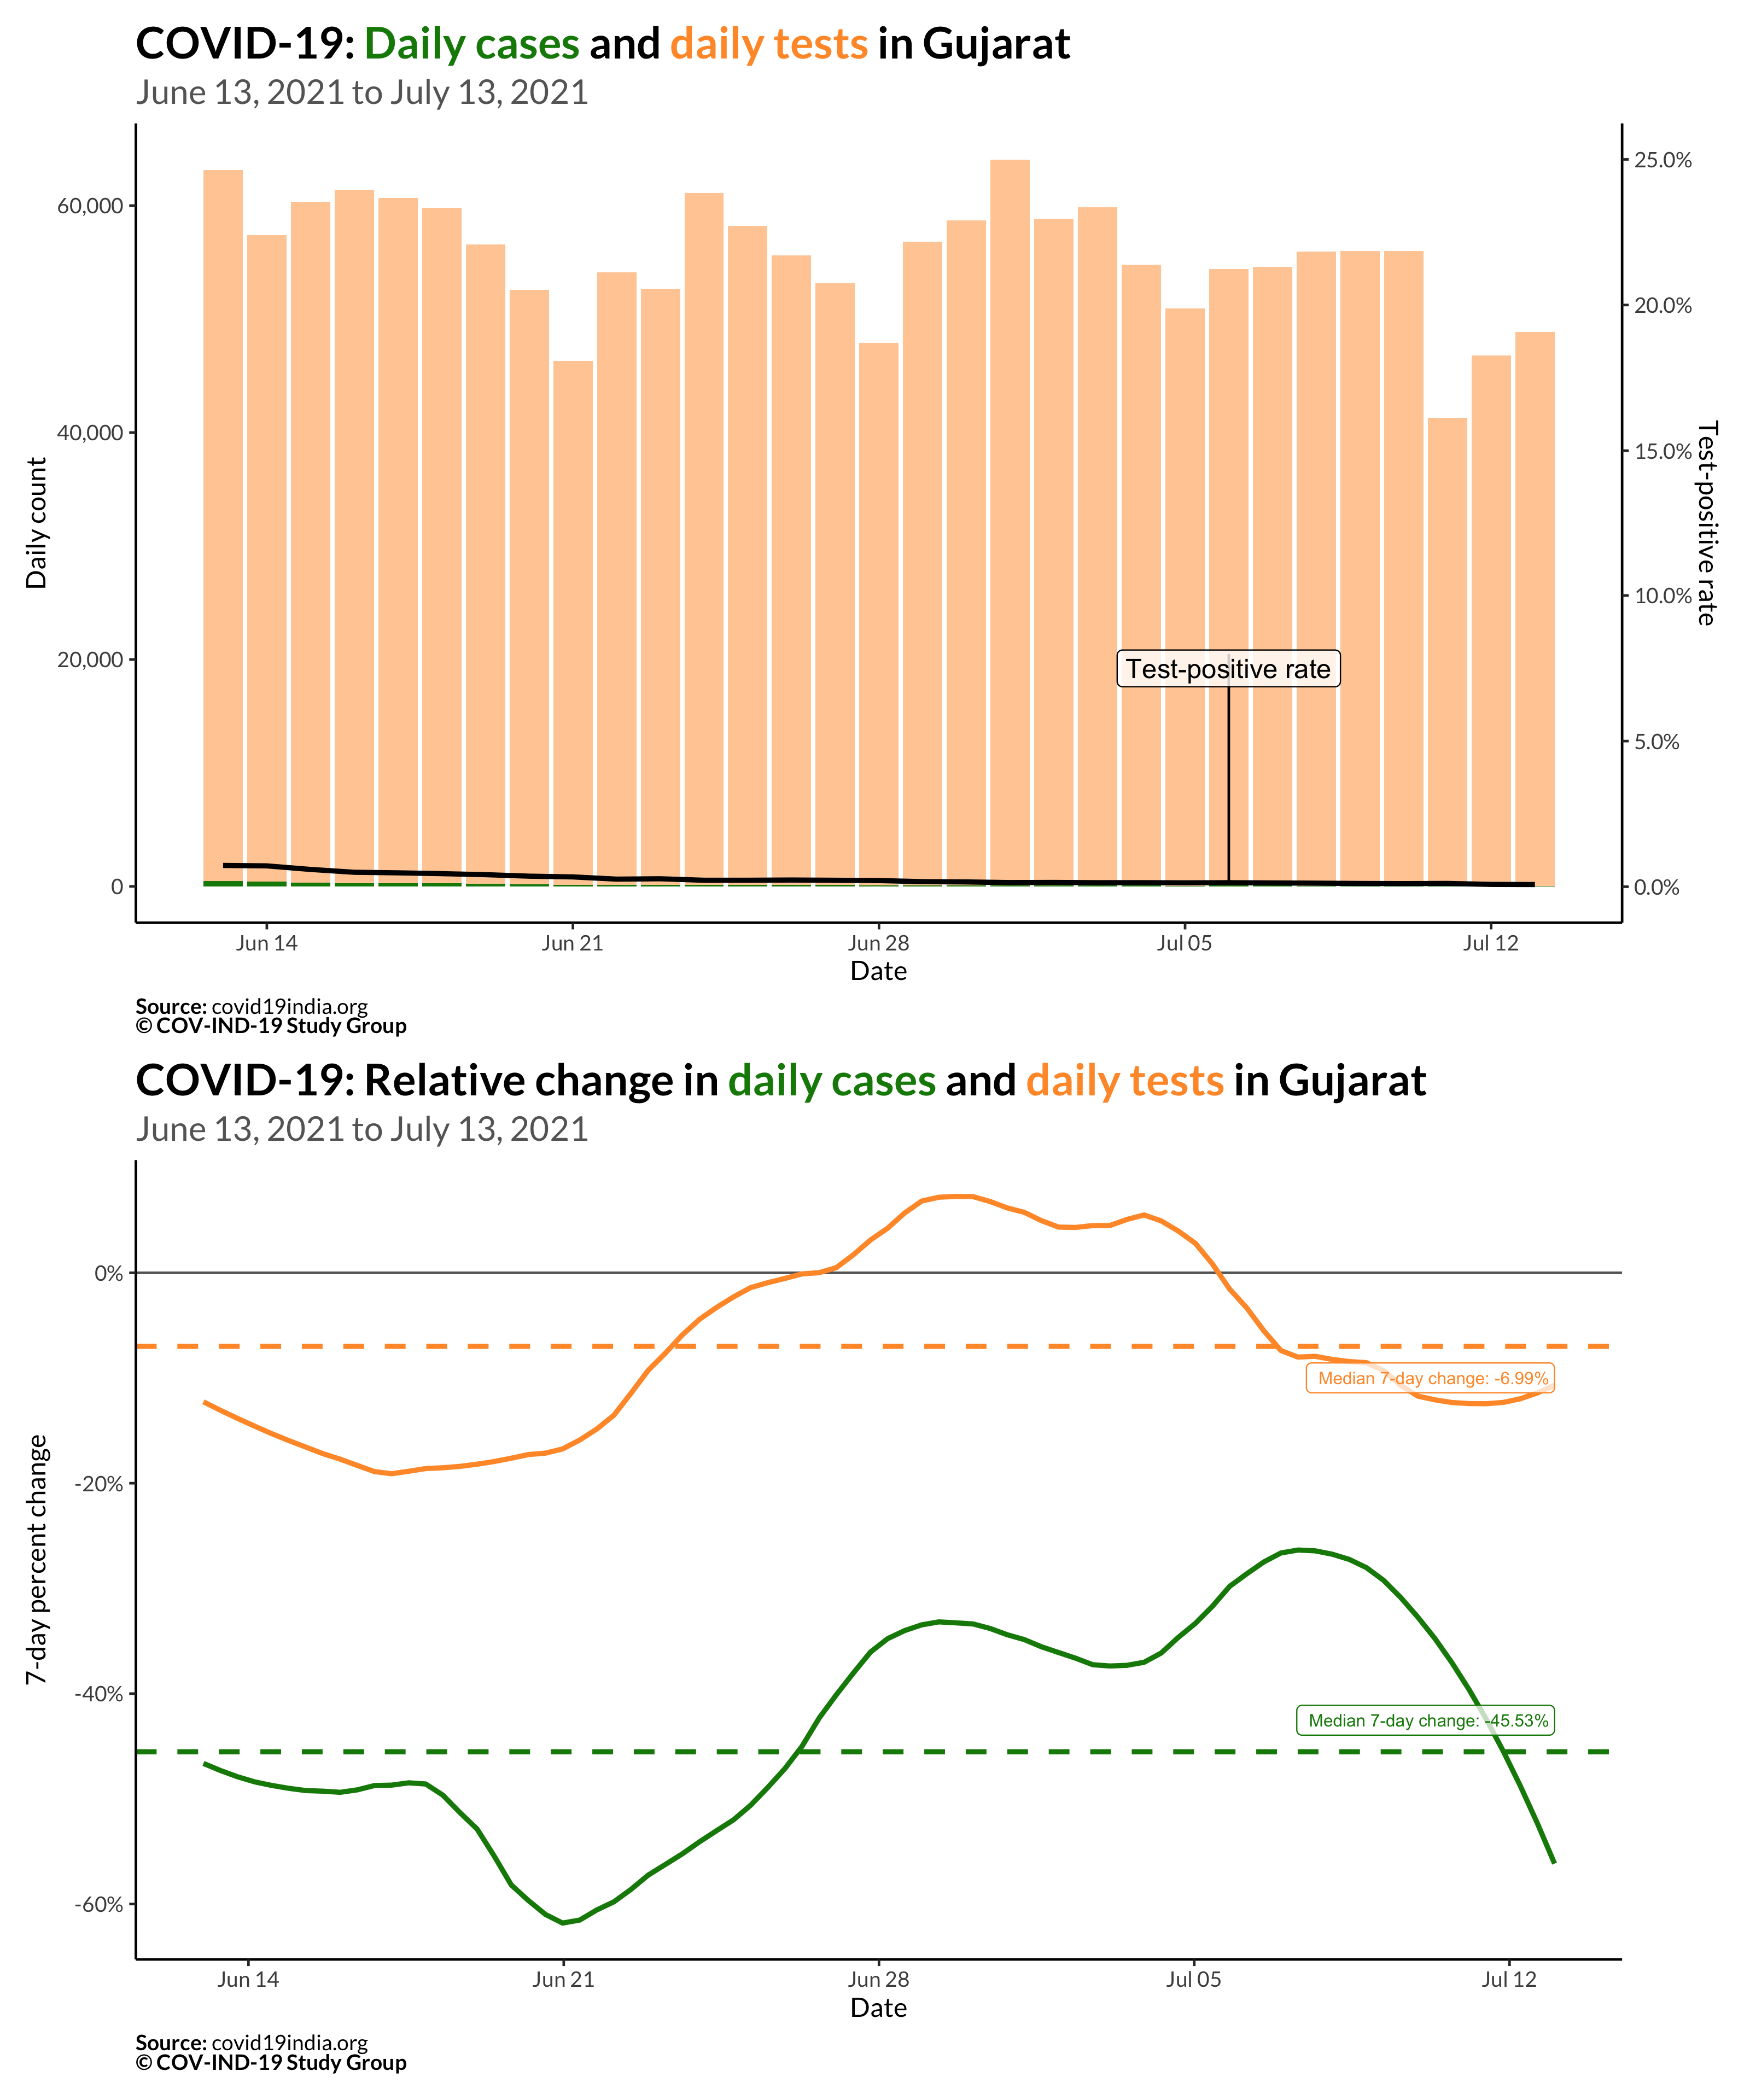 COVID-19: Daily cases and daily tests in Gujarat
June 13, 2021 to July 13, 2021
Daily count
60,000
40,000
20,000
0
25.0%
20.0%
15.0%
10.0%
5.0%
0.0%
Test-positive rate
Test-positive rate
Jun 14
Jun 21
Jun 28
Jul 05
Jul 12
Date
Source: covid19india.org
© COV-IND-19 Study Group
COVID-19: Relative change in daily cases and daily tests in Gujarat
June 13, 2021 to July 13, 2021
7-day percent change
0%
-20%
-40%
-60%
Median 7-day change: -6.99%
Median 7-day change: -45.53%
Jun 14
Jun 21
Jun 28
Jul 05
Jul 12
Date
Source: covid19india.org
© COV-IND-19 Study Group